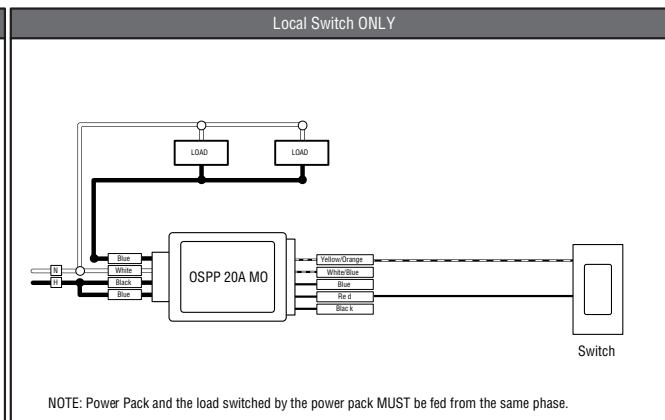 Local Switch ONLY
LOAD
LOAD
Blue
N
White
H
Black
Blue
OSPP 20A MO
Yellow/Orange
White/Blue
Blue
Re d
Blac k
Switch
NOTE: Power Pack and the load switched by the power pack MUST be fed from the same phase.